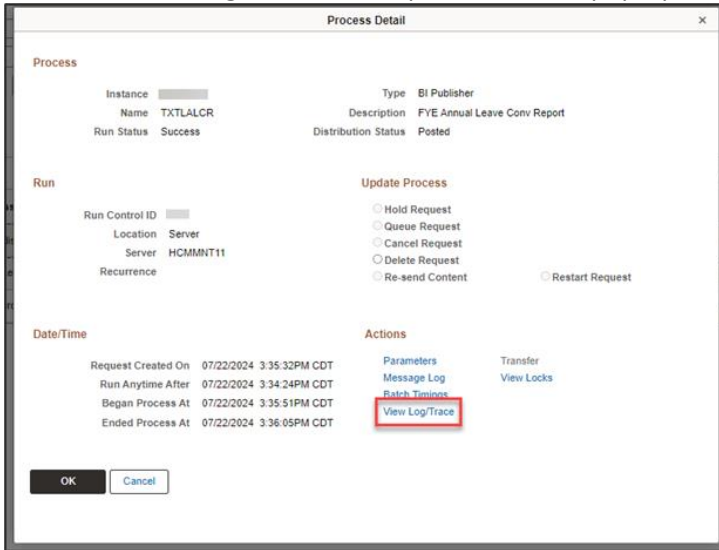 Process Detail ×
Process
Instance Type BI Publisher
Name TXTLALCR Description FYE Annual Leave Conv Report
Run Status Success Distribution Status Posted
Run Update Process
Hold Request
Run Control ID Queue Request
Location Server Cancel Request
Server HCMMNT11 Delete Request
Recurrence Re-send Content Restart Request
Date/Time Actions
Request Created On 07/22/2024 3:35:32PM CDT Parameters Transfer
Run Anytime After 07/22/2024 3:34:24PM CDT Message Log View Locks
Began Process At 07/22/2024 3:35:51PM CDT Batch Timings
Ended Process At 07/22/2024 3:36:05PM CDT View Log/Trace
OK Cancel